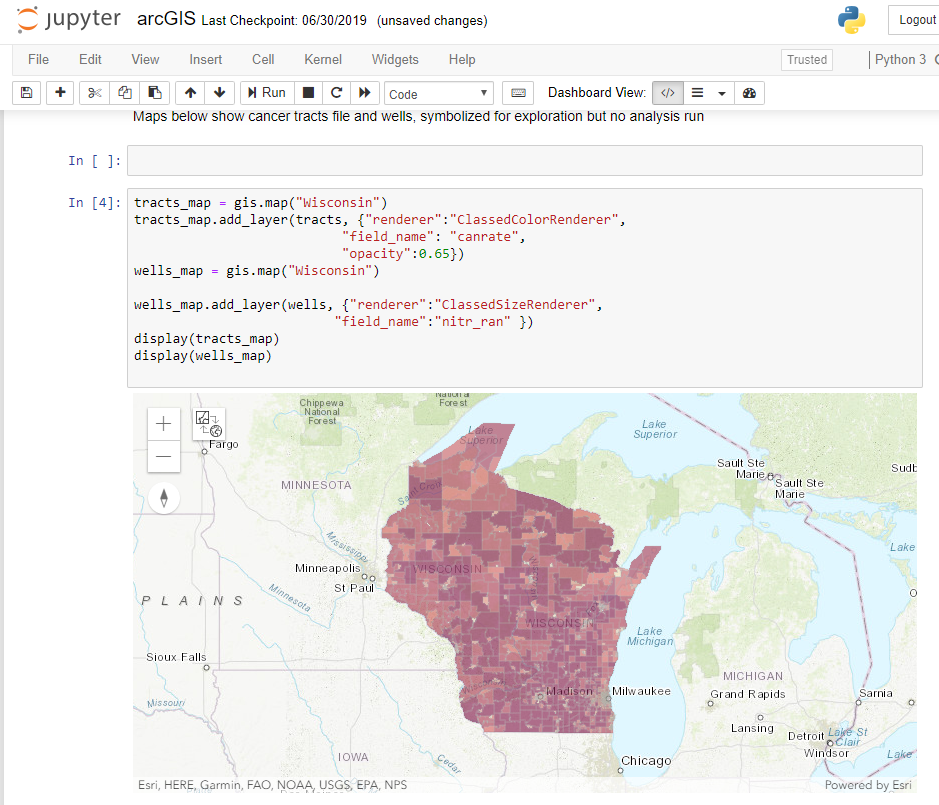 jupyter arcGIS Last Checkpoint: 06/30/2019 (unsaved changes)
Logout
File Edit View Insert Cell Kernel Widgets Help
Trusted
Python 3
Run
Code
Dashboard View:
Maps below show cancer tracts file and wells, symbolized for exploration but no analysis run
In [ ]:
In [4]:
tracts_map = gis.map("Wisconsin")
tracts_map.add_layer(tracts, {"renderer":"ClassedColorRenderer",
"field_name": "canrate",
"opacity":0.65})
wells_map = gis.map("Wisconsin")
wells_map.add_layer(wells, {"renderer":"ClassedSizeRenderer",
"field_name":"nitr_ran" })
display(tracts_map)
display(wells_map)
National
Forest
Chippewa
National
Forest
Lake
Superior
Lake
Superior
Fargo
Sault Ste
Marie
Sault Ste
Marie
Sudb
MINNESOTA
Saint Croix
Mississippi
Lake
Minneapolis
St Paul
WISCONSIN
Minnesota
PLAINS
WISCONSIN
Lake
Michigan
Sioux Falls
MICHIGAN
Madison
Milwaukee
Grand Rapids
Sarnia
Missouri
Lansing
Detroit
Lake St
Clair
Windsor
Lake
IOWA
Cedar
Chicago
Esri, HERE, Garmin, FAO, NOAA, USGS, EPA, NPS
Powered by Esri